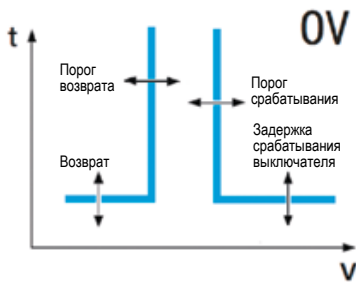 t
0V
Порог
возврата
Порог
срабатывания
Возврат
Задержка
срабатывания
выключателя
v